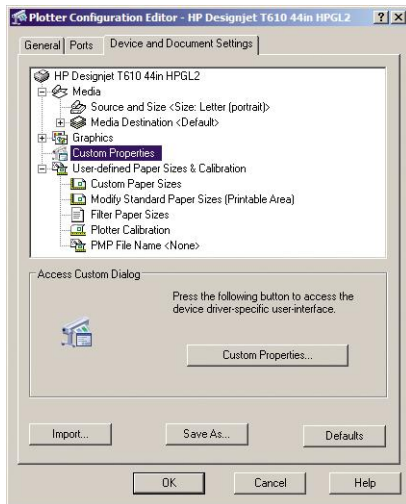 Plotter Configuration Editor - HP Designjet T610 44in HPGL2
General Ports Device and Document Settings
HP Designjet T610 44in HPGL2
Media
Source and Size <Size: Letter (portrait)>
Media Destination <Default>
Graphics
Custom Properties
User-defined Paper Sizes & Calibration
Custom Paper Sizes
Modify Standard Paper Sizes (Printable Area)
Filter Paper Sizes
Plotter Calibration
PMP File Name <None>
Access Custom Dialog
Press the following button to access the
device driver-specific user-interface.
Custom Properties...
Import... Save As... Defaults
OK Cancel Help